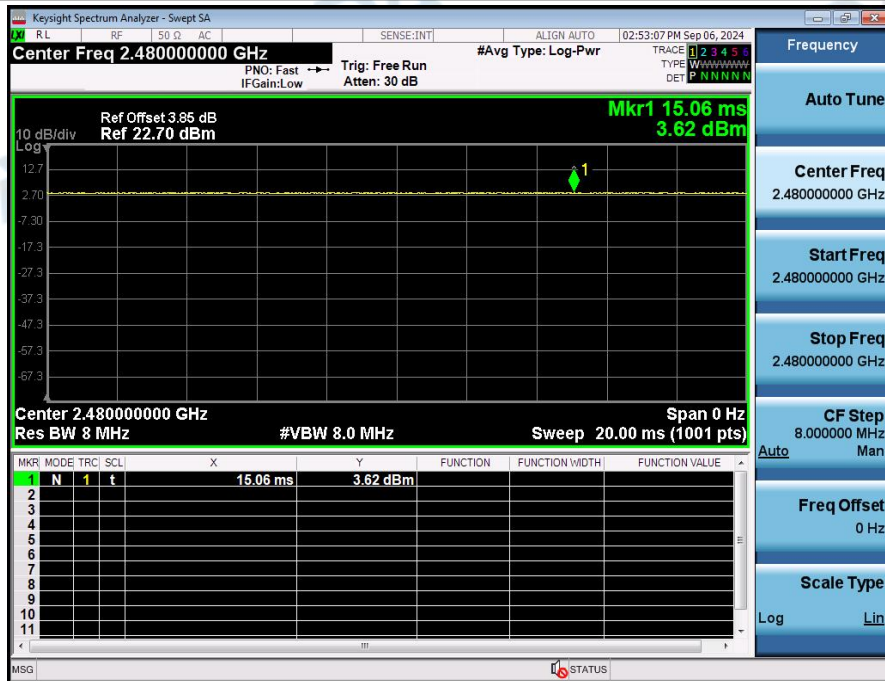 Keysight Spectrum Analyzer - Swept SA
LXI RL RF 50 Ω AC SENSE:INT ALIGN AUTO 02:53:07 PM Sep 06, 2024
Center Freq 2.480000000 GHz #Avg Type: Log-Pwr TRACE 1 2 3 4 5 6
PNO: Fast Trig: Free Run TYPE WWWWWW
IFGain:Low Atten: 30 dB DET P N N N N N
Frequency
Auto Tune
Center Freq
2.480000000 GHz
Start Freq
2.480000000 GHz
Stop Freq
2.480000000 GHz
CF Step
8.000000 MHz
Auto Man
Freq Offset
0 Hz
Scale Type
Log Lin
Mkr1 15.06 ms
3.62 dBm
Ref Offset 3.85 dB
10 dB/div Ref 22.70 dBm
Log
12.7
2.70
-7.30
-17.3
-27.3
-37.3
-47.3
-57.3
-67.3
1
Center 2.480000000 GHz Span 0 Hz
Res BW 8 MHz #VBW 8.0 MHz Sweep 20.00 ms (1001 pts)
MKR MODE TRC SCL X Y FUNCTION FUNCTION WIDTH FUNCTION VALUE
1 N 1 t 15.06 ms 3.62 dBm
2
3
4
5
6
7
8
9
10
11
MSG STATUS